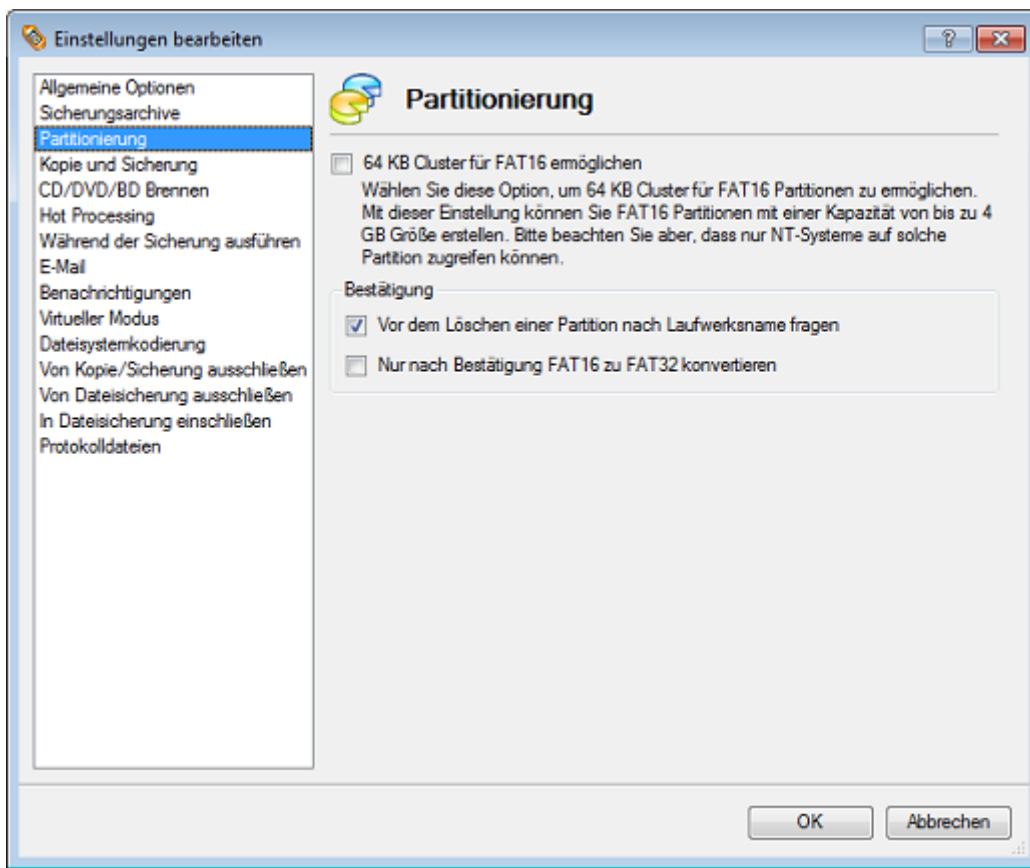 Einstellungen bearbeiten
Allgemeine Optionen
Sicherungsarchive
Partitionierung
Kopie und Sicherung
CD/DVD/BD Brennen
Hot Processing
Während der Sicherung ausführen
E-Mail
Benachrichtigungen
Virtueller Modus
Dateisystemkodierung
Von Kopie/Sicherung ausschließen
Von Dateisicherung ausschließen
In Dateisicherung einschließen
Protokolldateien
Partitionierung
64 KB Cluster für FAT16 ermöglichen
Wählen Sie diese Option, um 64 KB Cluster für FAT16 Partitionen zu ermöglichen.
Mit dieser Einstellung können Sie FAT16 Partitionen mit einer Kapazität von bis zu 4
GB Größe erstellen. Bitte beachten Sie aber, dass nur NT-Systeme auf solche
Partition zugreifen können.
Bestätigung
Vor dem Löschen einer Partition nach Laufwerksname fragen
Nur nach Bestätigung FAT16 zu FAT32 konvertieren
OK
Abbrechen